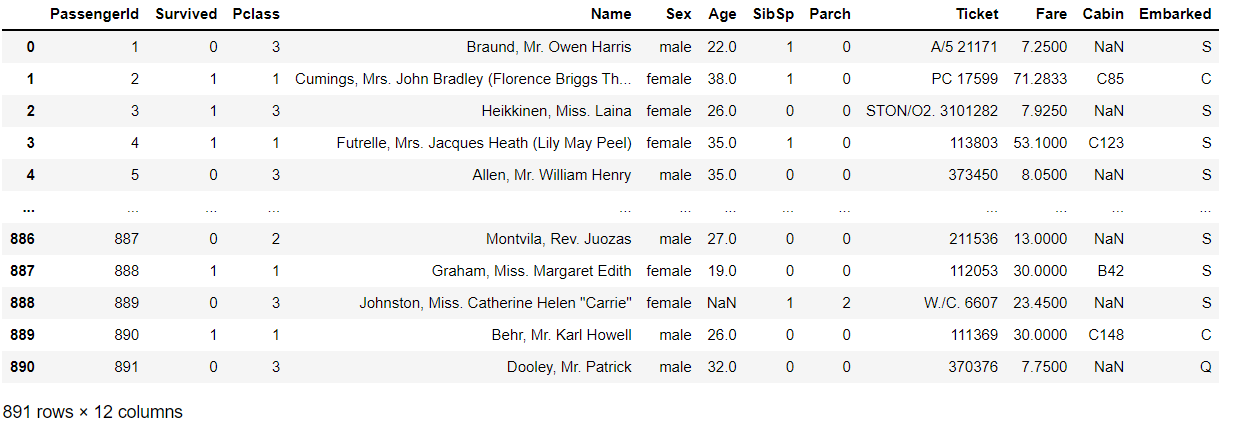 PassengerId Survived Pclass Name Sex Age SibSp Parch Ticket Fare Cabin Embarked
0 1 0 3 Braund, Mr. Owen Harris male 22.0 1 0 A/5 21171 7.2500 NaN S
1 2 1 1 Cumings, Mrs. John Bradley (Florence Briggs Th... female 38.0 1 0 PC 17599 71.2833 C85 C
2 3 1 3 Heikkinen, Miss. Laina female 26.0 0 0 STON/O2. 3101282 7.9250 NaN S
3 4 1 1 Futrelle, Mrs. Jacques Heath (Lily May Peel) female 35.0 1 0 113803 53.1000 C123 S
4 5 0 3 Allen, Mr. William Henry male 35.0 0 0 373450 8.0500 NaN S
... ... ... ... ... ... ... ... ... ... ... ... ...
886 887 0 2 Montvila, Rev. Juozas male 27.0 0 0 211536 13.0000 NaN S
887 888 1 1 Graham, Miss. Margaret Edith female 19.0 0 0 112053 30.0000 B42 S
888 889 0 3 Johnston, Miss. Catherine Helen "Carrie" female NaN 1 2 W./C. 6607 23.4500 NaN S
889 890 1 1 Behr, Mr. Karl Howell male 26.0 0 0 111369 30.0000 C148 C
890 891 0 3 Dooley, Mr. Patrick male 32.0 0 0 370376 7.7500 NaN Q
891 rows × 12 columns